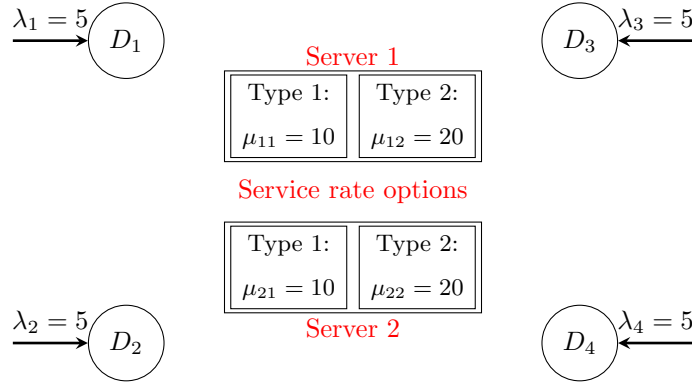 λ₁ = 5
D₁
λ₃ = 5
D₃
Server 1
Type 1:
μ₁₁ = 10
Type 2:
μ₁₂ = 20
Service rate options
Type 1:
μ₂₁ = 10
Type 2:
μ₂₂ = 20
Server 2
λ₂ = 5
D₂
λ₄ = 5
D₄